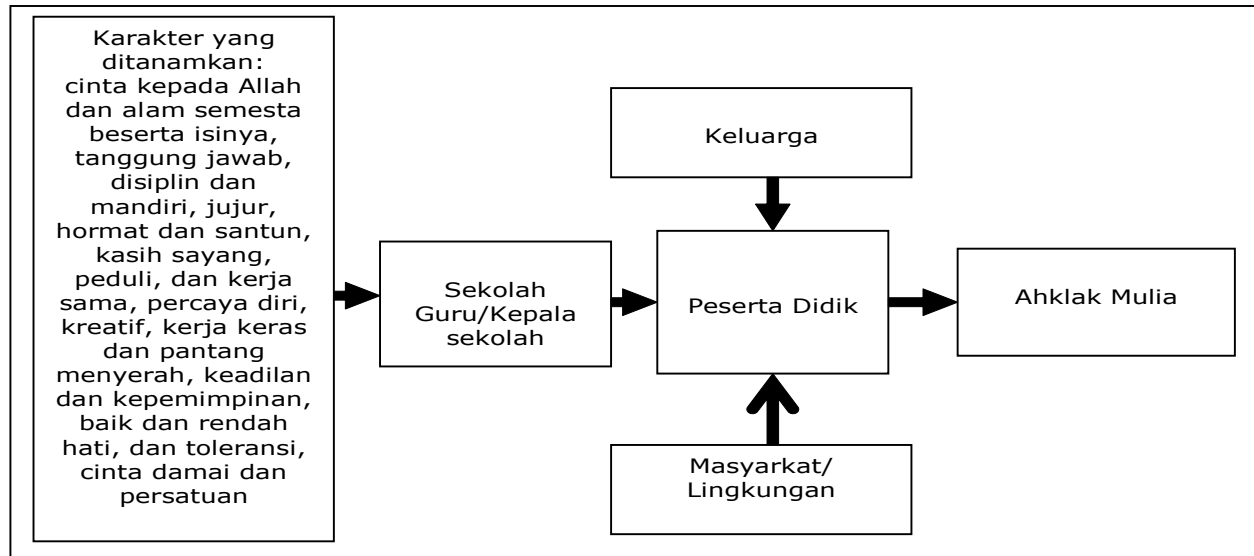 Karakter yang
ditanamkan:
cinta kepada Allah
dan alam semesta
beserta isinya,
tanggung jawab,
disiplin dan
mandiri, jujur,
hormat dan santun,
kasih sayang,
peduli, dan kerja
sama, percaya diri,
kreatif, kerja keras
dan pantang
menyerah, keadilan
dan kepemimpinan,
baik dan rendah
hati, dan toleransi,
cinta damai dan
persatuan
Sekolah
Guru/Kepala
sekolah
Keluarga
Peserta Didik
Masyarkat/
Lingkungan
Ahklak Mulia